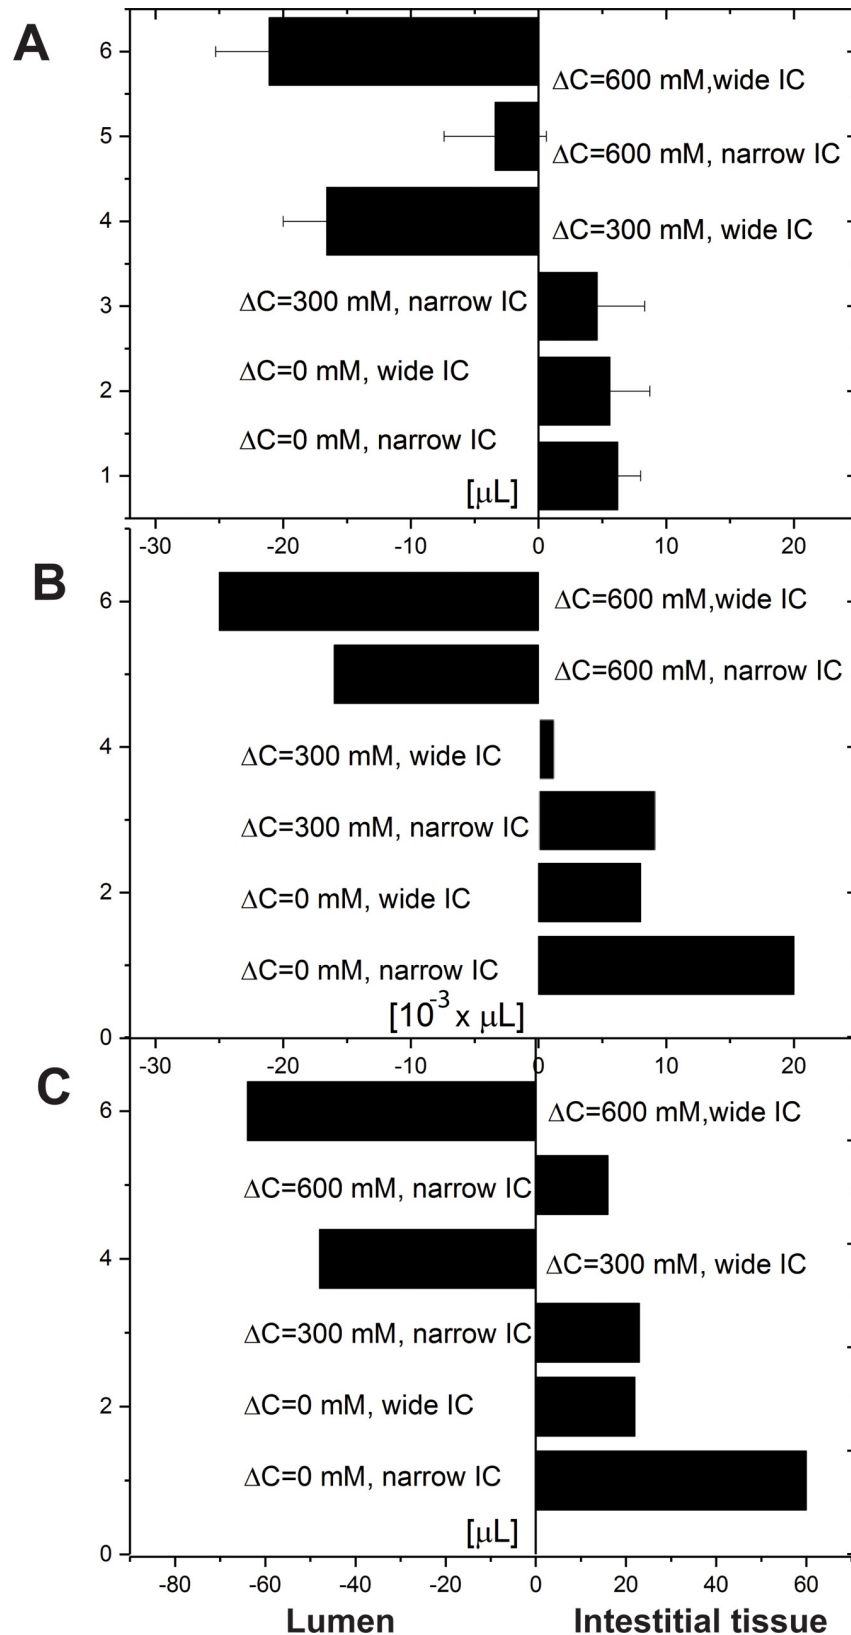 A
6
ΔC=600 mM,wide IC
5
ΔC=600 mM, narrow IC
4
ΔC=300 mM, wide IC
3
ΔC=300 mM, narrow IC
2
ΔC=0 mM, wide IC
1
ΔC=0 mM, narrow IC
[μL]
-30 -20 -10 0 10 20
B
6
ΔC=600 mM,wide IC
ΔC=600 mM, narrow IC
4
ΔC=300 mM, wide IC
ΔC=300 mM, narrow IC
2
ΔC=0 mM, wide IC
ΔC=0 mM, narrow IC
[10⁻³ x μL]
0
-30 -20 -10 0 10 20
C
6
ΔC=600 mM,wide IC
ΔC=600 mM, narrow IC
4
ΔC=300 mM, wide IC
ΔC=300 mM, narrow IC
2
ΔC=0 mM, wide IC
ΔC=0 mM, narrow IC
[μL]
0
-80 -60 -40 -20 0 20 40 60
Lumen Intestitial tissue